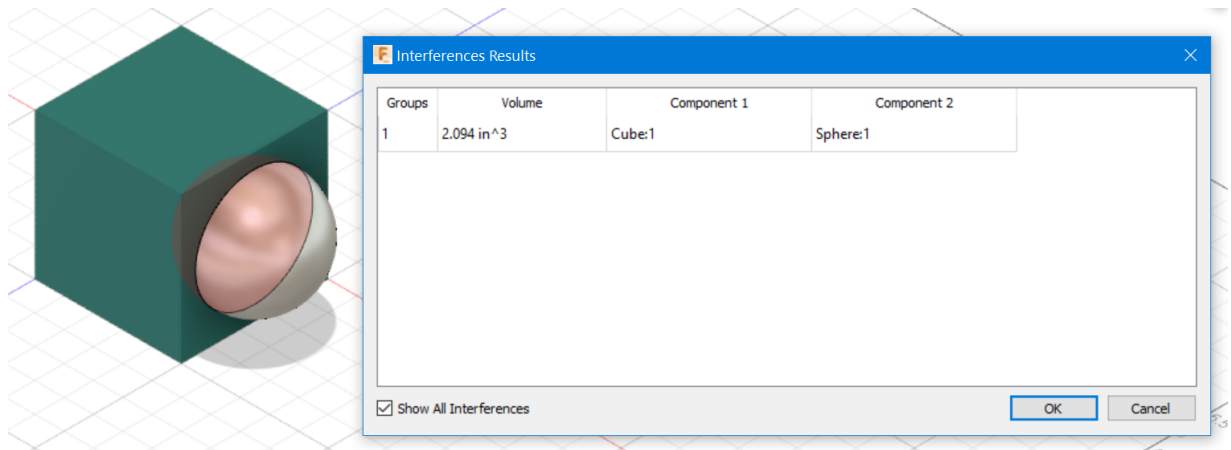 Interferences Results
Groups Volume Component 1 Component 2
1 2.094 in^3 Cube:1 Sphere:1
Show All Interferences
OK Cancel